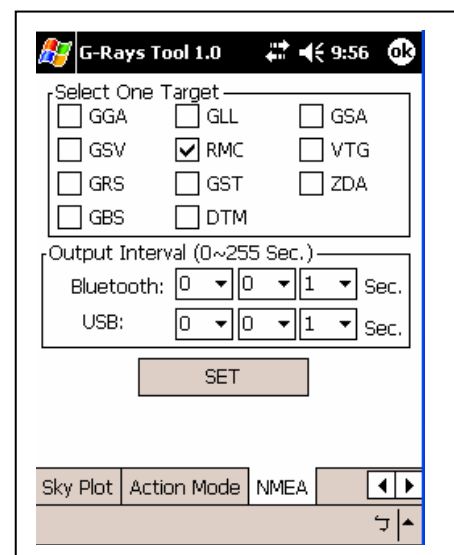 G-Rays Tool 1.0 9:56 ok
Select One Target
GGA GLL GSA
GSV RMC VTG
GRS GST ZDA
GBS DTM
Output Interval (0~255 Sec.)
Bluetooth: 0 0 1 Sec.
USB: 0 0 1 Sec.
SET
Sky Plot Action Mode NMEA